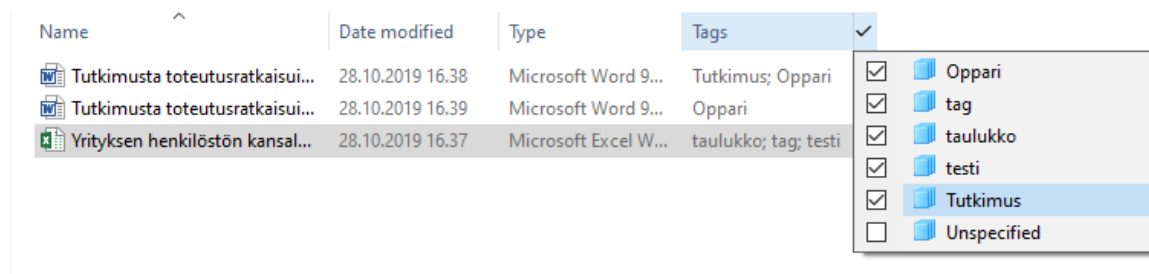 Name Date modified Type Tags
Tutkimusta toteutusratkaisui... 28.10.2019 16.38 Microsoft Word 9... Tutkimus; Oppari
Tutkimusta toteutusratkaisui... 28.10.2019 16.39 Microsoft Word 9... Oppari
Yrityksen henkilöstön kansal... 28.10.2019 16.37 Microsoft Excel W... taulukko; tag; testi
Oppari
tag
taulukko
testi
Tutkimus
Unspecified